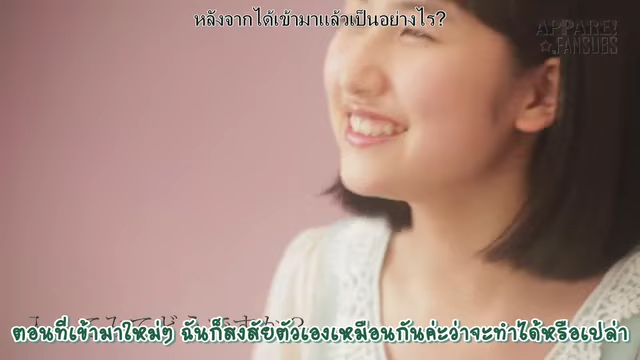 หลังจากได้เข้ามาแล้วเป็นอย่างไร?
APPARE!
FANSUBS
ตอนที่เข้ามาใหม่ๆ ฉันก็สงสัยตัวเองเหมือนกันค่ะว่าจะทำได้หรือเปล่า